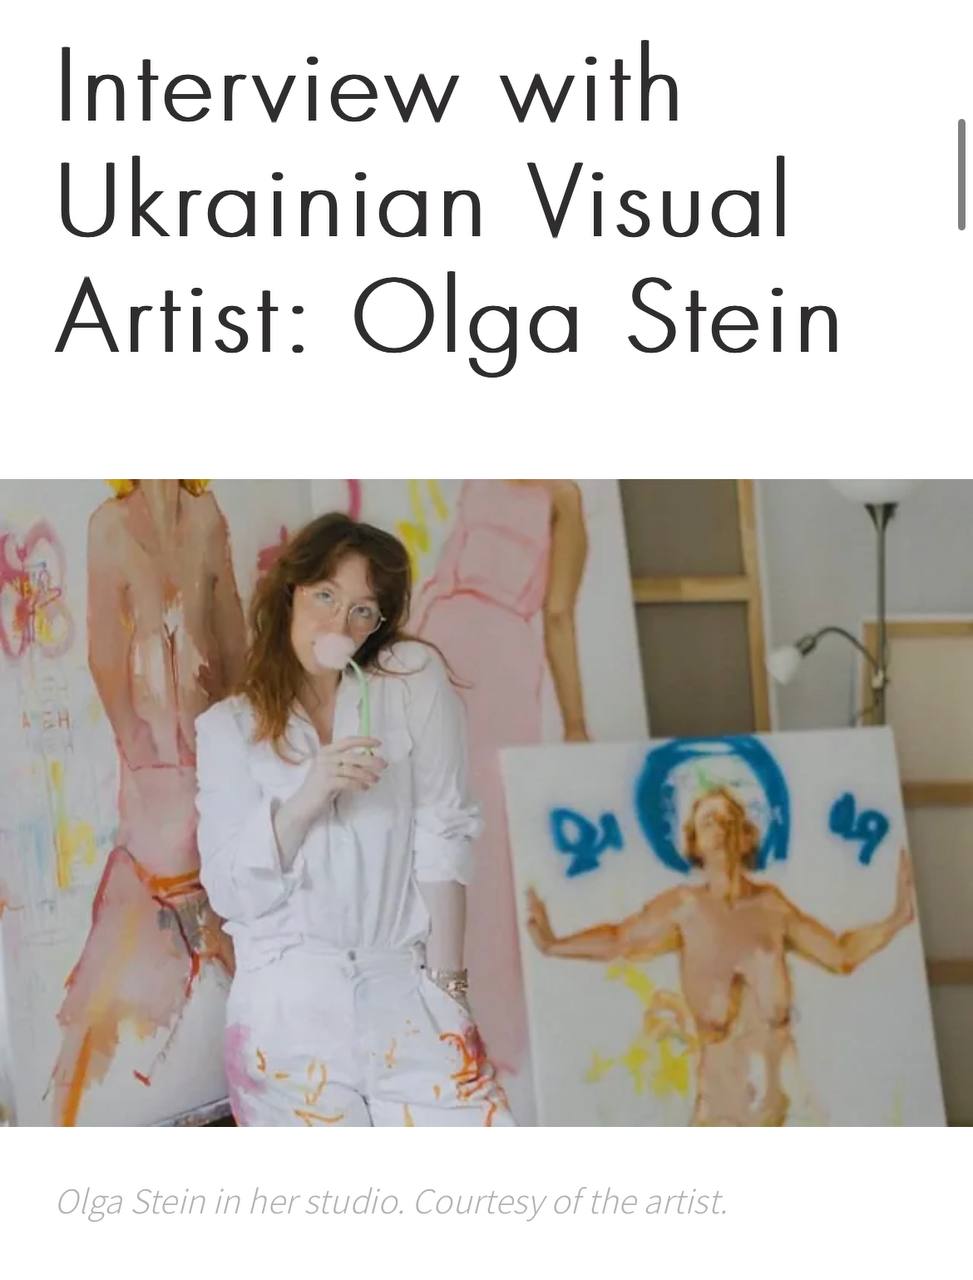 Interview with
Ukrainian Visual
Artist: Olga Stein
Olga Stein in her studio. Courtesy of the artist.